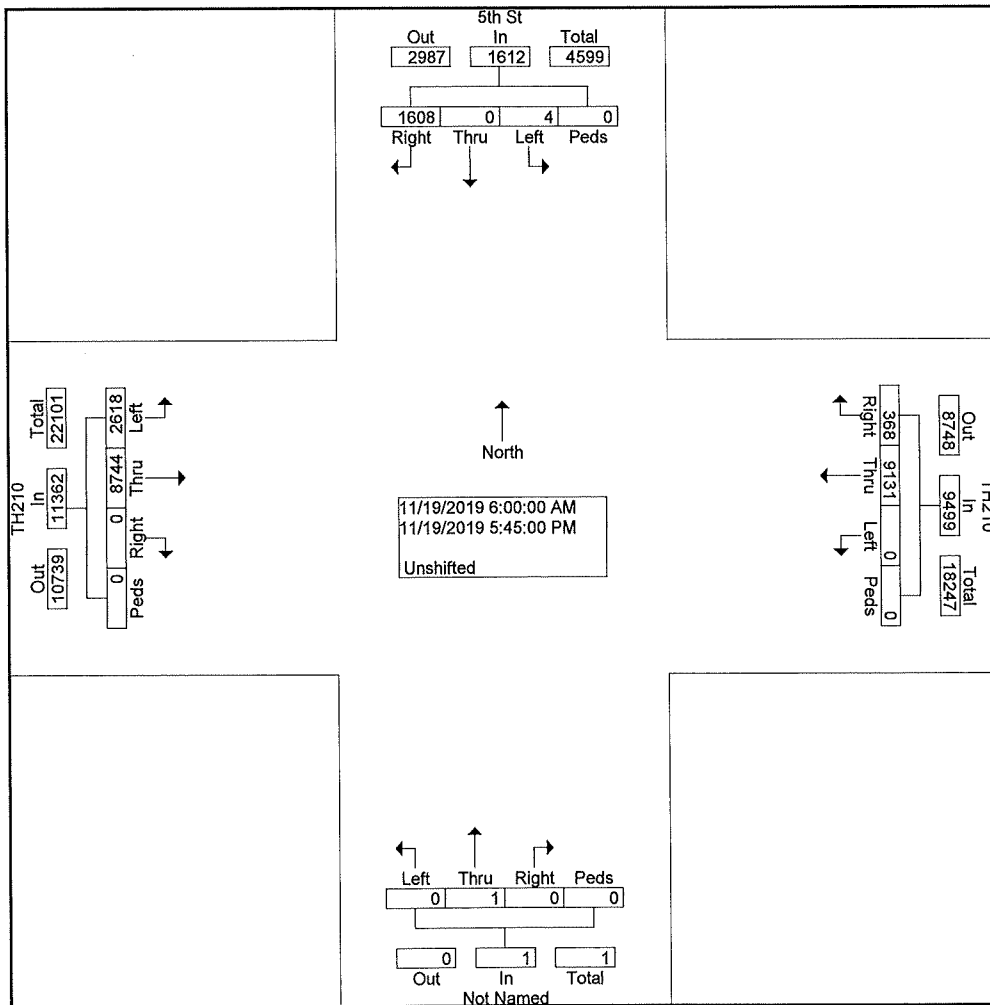 5th St
Out In Total
2987 1612 4599
1608 0 4 0
Right Thru Left Peds
TH210
Total In Out
22101 11362 10739
2618 8744 0 0
Left Thru Right Peds
North
11/19/2019 6:00:00 AM
11/19/2019 5:45:00 PM
Unshifted
TH210
Out In Total
8748 9499 18247
368 9131 0 0
Right Thru Left Peds
Left Thru Right Peds
0 1 0 0
0 1 1
Out In Total
Not Named